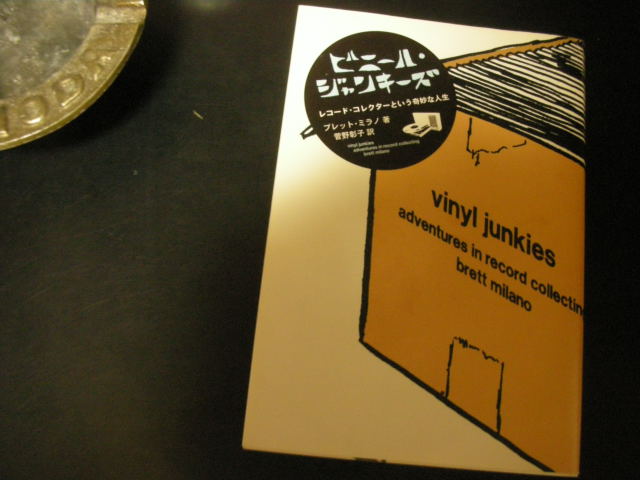 ビニール・
ジャンキーズ
レコード・コレクターという奇妙な人生
ブレット・ミラノ 著
菅野彰子 訳
vinyl junkies
adventures in record collecting
brett milano
vinyl junkies
adventures in record collectin
brett milano